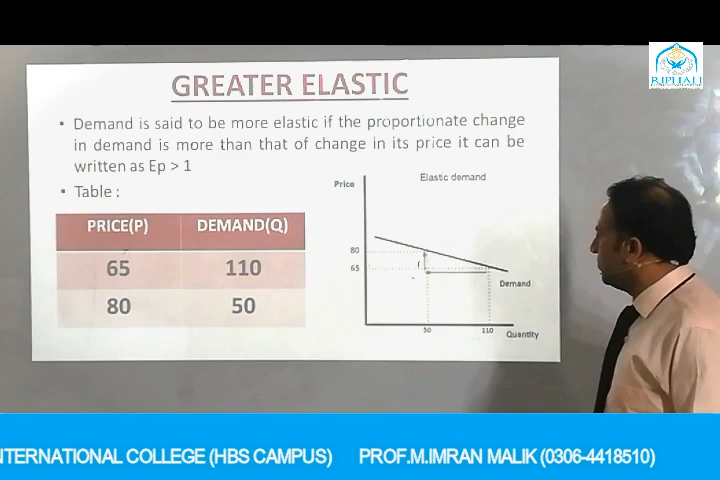 RIPHAH
GREATER ELASTIC
• Demand is said to be more elastic if the proportionate change
in demand is more than that of change in its price it can be
written as Ep > 1
• Table :
PRICE(P) DEMAND(Q)
65 110
80 50
Elastic demand
Price
80
65
Demand
50 110
Quantity
NTERNATIONAL COLLEGE (HBS CAMPUS) PROF.M.IMRAN MALIK (0306-4418510)